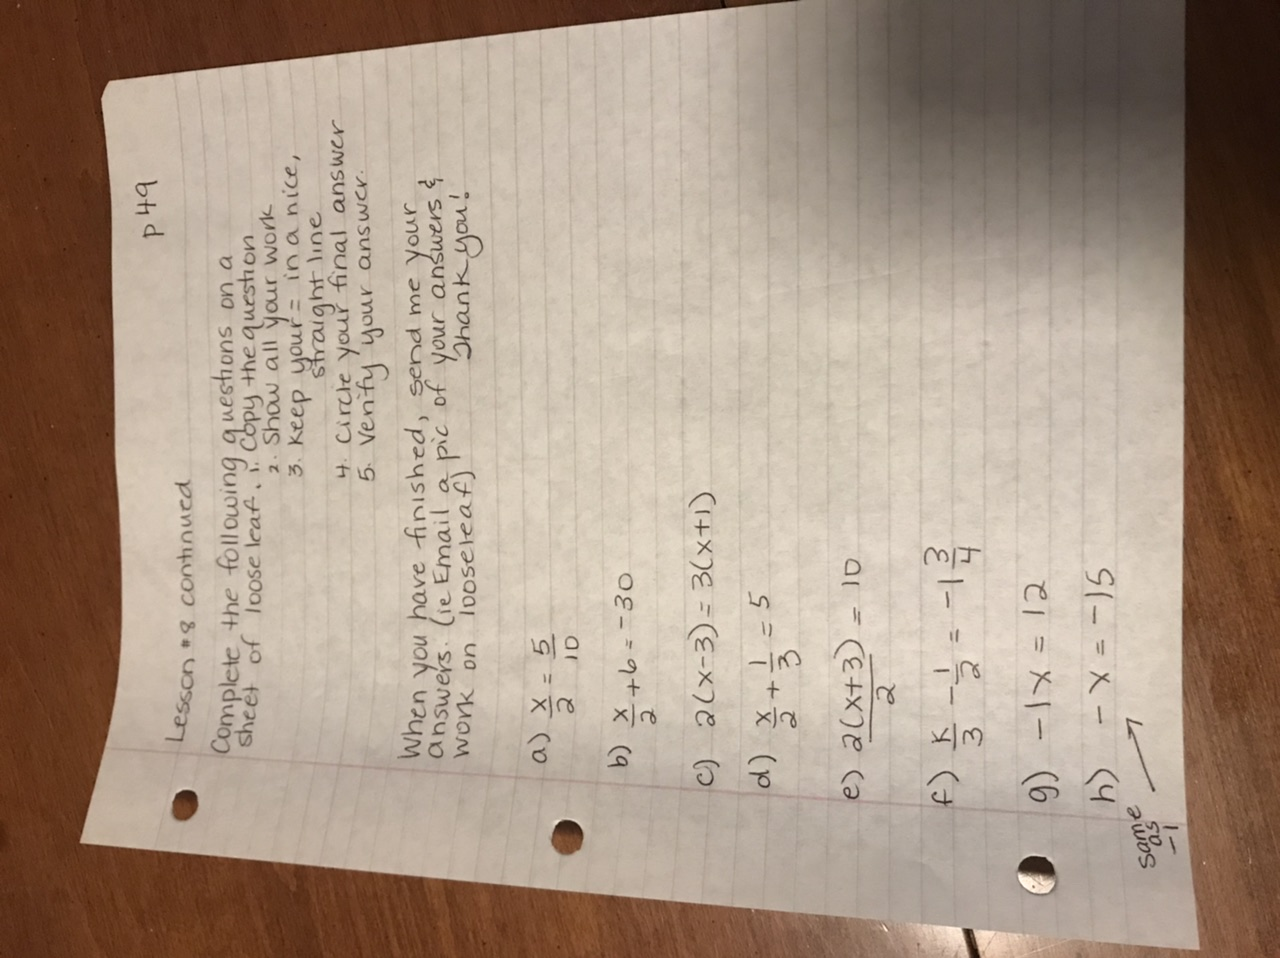 p49
Lesson #8 continued
Complete the following questions on a
sheet of looseleaf. 1. Copy the question
2. Show all your work
3. Keep your = in a nice,
straight line
4. Circle your final answer
5. Verify your answer.
When you have finished, send me your
answers. (ie Email a pic of your answers &
work on looseleaf) Thank you!
a) x/2 = 5/10
b) x/2 + 6 = -30
c) 2(x-3) = 3(x+1)
d) x/2 + 1/3 = 5
e) 2(x+3)/2 = 10
f) k/3 - 1/2 = -1 3/4
g) -1x = 12
h) -x = -15
same
as
-1